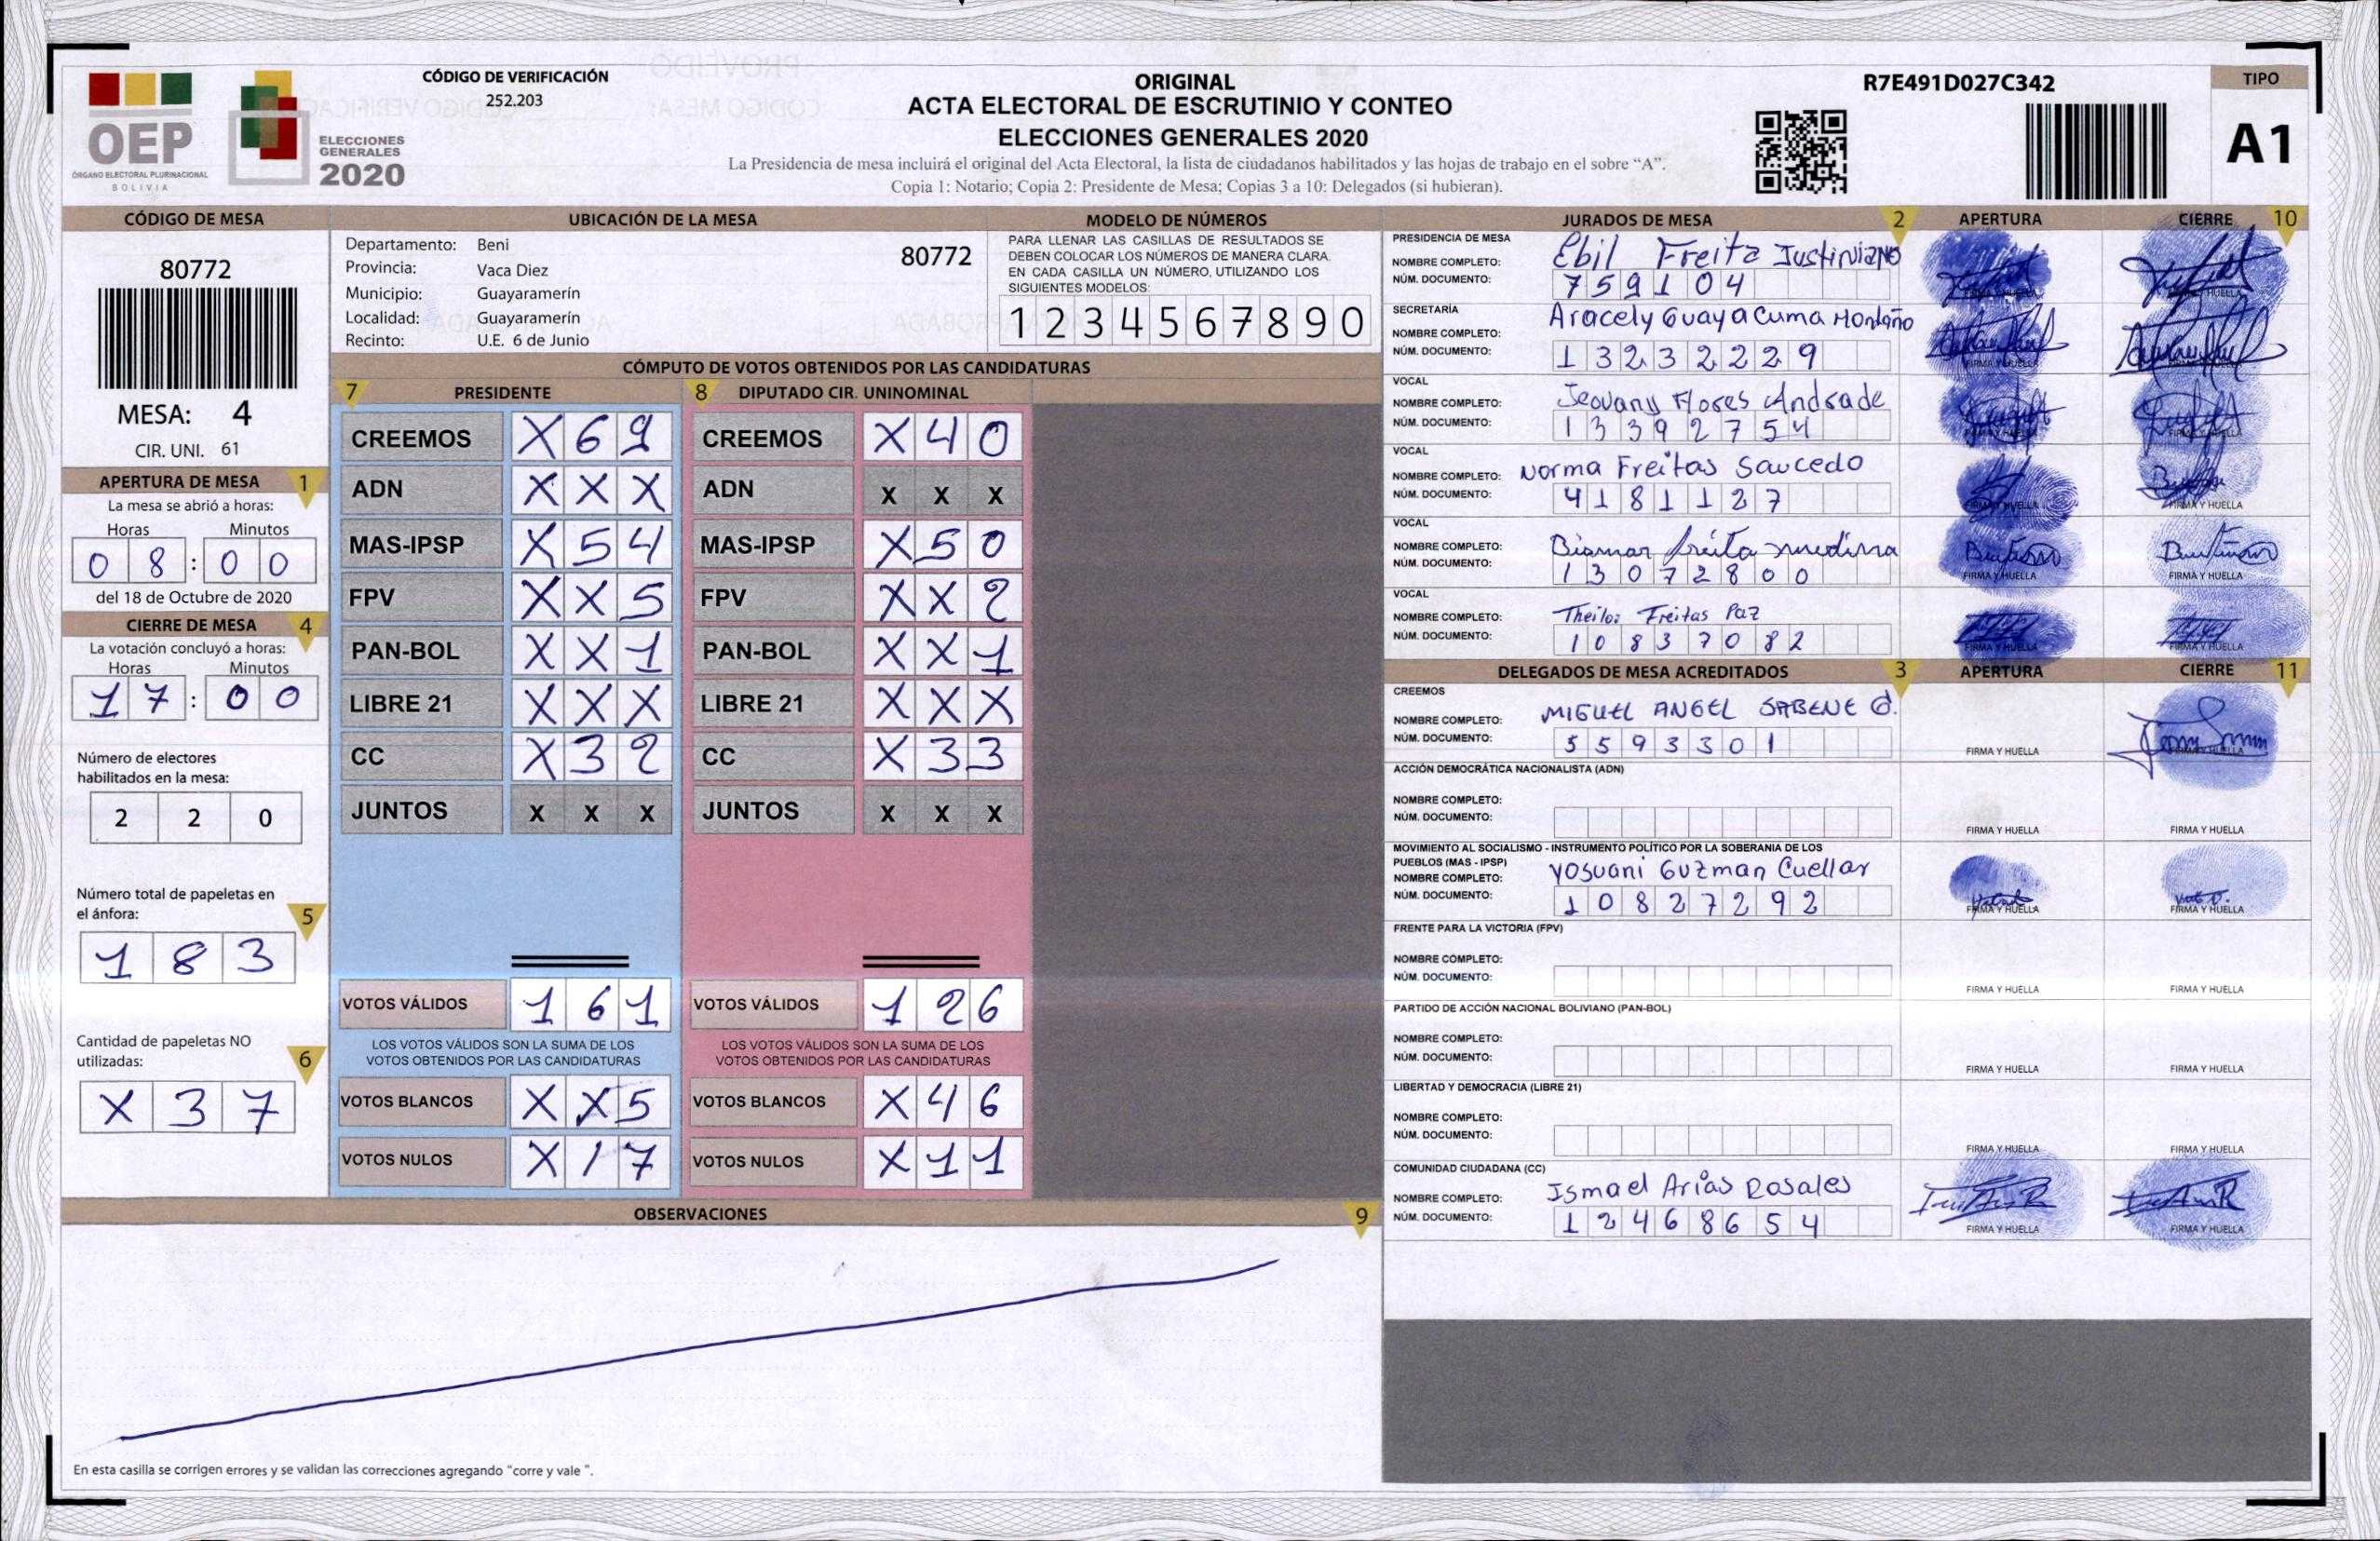 OEP
ÓRGANO ELECTORAL PLURINACIONAL
BOLIVIA
ELECCIONES
GENERALES
2020
CÓDIGO DE VERIFICACIÓN
252.203
ORIGINAL
ACTA ELECTORAL DE ESCRUTINIO Y CONTEO
ELECCIONES GENERALES 2020
La Presidencia de mesa incluirá el original del Acta Electoral, la lista de ciudadanos habilitados y las hojas de trabajo en el sobre “A”.
Copia 1: Notario; Copia 2: Presidente de Mesa; Copias 3 a 10: Delegados (si hubieran).
R7E491D027C342
TIPO
A1
CÓDIGO DE MESA
80772
MESA: 4
CIR. UNI. 61
APERTURA DE MESA 1
La mesa se abrió a horas:
Horas Minutos
0 8 : 0 0
del 18 de Octubre de 2020
CIERRE DE MESA 4
La votación concluyó a horas:
Horas Minutos
1 7 : 0 0
Número de electores
habilitados en la mesa:
2 2 0
Número total de papeletas en
el ánfora: 5
1 8 3
Cantidad de papeletas NO
utilizadas: 6
X 3 7
UBICACIÓN DE LA MESA
Departamento: Beni
Provincia: Vaca Diez
Municipio: Guayaramerín
Localidad: Guayaramerín
Recinto: U.E. 6 de Junio
80772
MODELO DE NÚMEROS
PARA LLENAR LAS CASILLAS DE RESULTADOS SE
DEBEN COLOCAR LOS NÚMEROS DE MANERA CLARA.
EN CADA CASILLA UN NÚMERO, UTILIZANDO LOS
SIGUIENTES MODELOS:
1 2 3 4 5 6 7 8 9 0
CÓMPUTO DE VOTOS OBTENIDOS POR LAS CANDIDATURAS
7 PRESIDENTE
CREEMOS X 6 9
ADN X X X
MAS-IPSP X 5 4
FPV X X 5
PAN-BOL X X 1
LIBRE 21 X X X
CC X 3 2
JUNTOS X X X
VOTOS VÁLIDOS 1 6 1
LOS VOTOS VÁLIDOS SON LA SUMA DE LOS
VOTOS OBTENIDOS POR LAS CANDIDATURAS
VOTOS BLANCOS X X 5
VOTOS NULOS X 1 7
8 DIPUTADO CIR. UNINOMINAL
CREEMOS X 4 0
ADN X X X
MAS-IPSP X 5 0
FPV X X 2
PAN-BOL X X 1
LIBRE 21 X X X
CC X 3 3
JUNTOS X X X
VOTOS VÁLIDOS 1 2 6
LOS VOTOS VÁLIDOS SON LA SUMA DE LOS
VOTOS OBTENIDOS POR LAS CANDIDATURAS
VOTOS BLANCOS X 4 6
VOTOS NULOS X 1 1
OBSERVACIONES 9
En esta casilla se corrigen errores y se validan las correcciones agregando "corre y vale ".
JURADOS DE MESA 2 APERTURA CIERRE 10
PRESIDENCIA DE MESA
NOMBRE COMPLETO: Ebil Freita Justiniano
NÚM. DOCUMENTO: 7 5 9 1 0 4
SECRETARÍA
NOMBRE COMPLETO: Aracely Guayacuma Montaño
NÚM. DOCUMENTO: 1 3 2 3 2 2 2 9
VOCAL
NOMBRE COMPLETO: Jeovany Flores Andrade
NÚM. DOCUMENTO: 1 3 3 9 2 7 5 4
VOCAL
NOMBRE COMPLETO: Norma Freitas Saucedo
NÚM. DOCUMENTO: 4 1 8 1 1 2 7
FIRMA Y HUELLA
VOCAL
NOMBRE COMPLETO: Bismar freita medina
NÚM. DOCUMENTO: 1 3 0 7 2 8 0 0
FIRMA Y HUELLA FIRMA Y HUELLA
VOCAL
NOMBRE COMPLETO: Theilo: Freitas Paz
NÚM. DOCUMENTO: 1 0 8 3 7 0 8 2
FIRMA Y HUELLA FIRMA Y HUELLA
DELEGADOS DE MESA ACREDITADOS 3 APERTURA CIERRE 11
CREEMOS
NOMBRE COMPLETO: MIGUEL ANGEL SABENE
NÚM. DOCUMENTO: 5 5 9 3 3 0 1
FIRMA Y HUELLA
ACCIÓN DEMOCRÁTICA NACIONALISTA (ADN)
NOMBRE COMPLETO:
NÚM. DOCUMENTO:
FIRMA Y HUELLA FIRMA Y HUELLA
MOVIMIENTO AL SOCIALISMO - INSTRUMENTO POLÍTICO POR LA SOBERANIA DE LOS
PUEBLOS (MAS - IPSP)
NOMBRE COMPLETO: Yosuani Guzman Cuellar
NÚM. DOCUMENTO: 1 0 8 2 7 2 9 2
FIRMA Y HUELLA FIRMA Y HUELLA
FRENTE PARA LA VICTORIA (FPV)
NOMBRE COMPLETO:
NÚM. DOCUMENTO:
FIRMA Y HUELLA FIRMA Y HUELLA
PARTIDO DE ACCIÓN NACIONAL BOLIVIANO (PAN-BOL)
NOMBRE COMPLETO:
NÚM. DOCUMENTO:
FIRMA Y HUELLA FIRMA Y HUELLA
LIBERTAD Y DEMOCRACIA (LIBRE 21)
NOMBRE COMPLETO:
NÚM. DOCUMENTO:
FIRMA Y HUELLA FIRMA Y HUELLA
COMUNIDAD CIUDADANA (CC)
NOMBRE COMPLETO: Ismael Arias Rosales
NÚM. DOCUMENTO: 1 2 4 6 8 6 5 4
FIRMA Y HUELLA FIRMA Y HUELLA